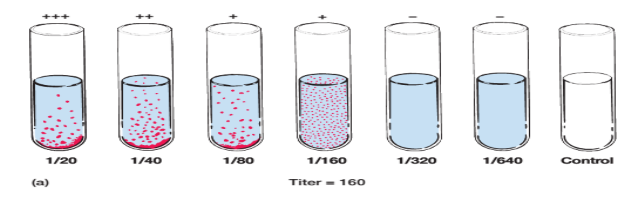 +++ ++ + + − −
1/20 1/40 1/80 1/160 1/320 1/640 Control
(a) Titer = 160